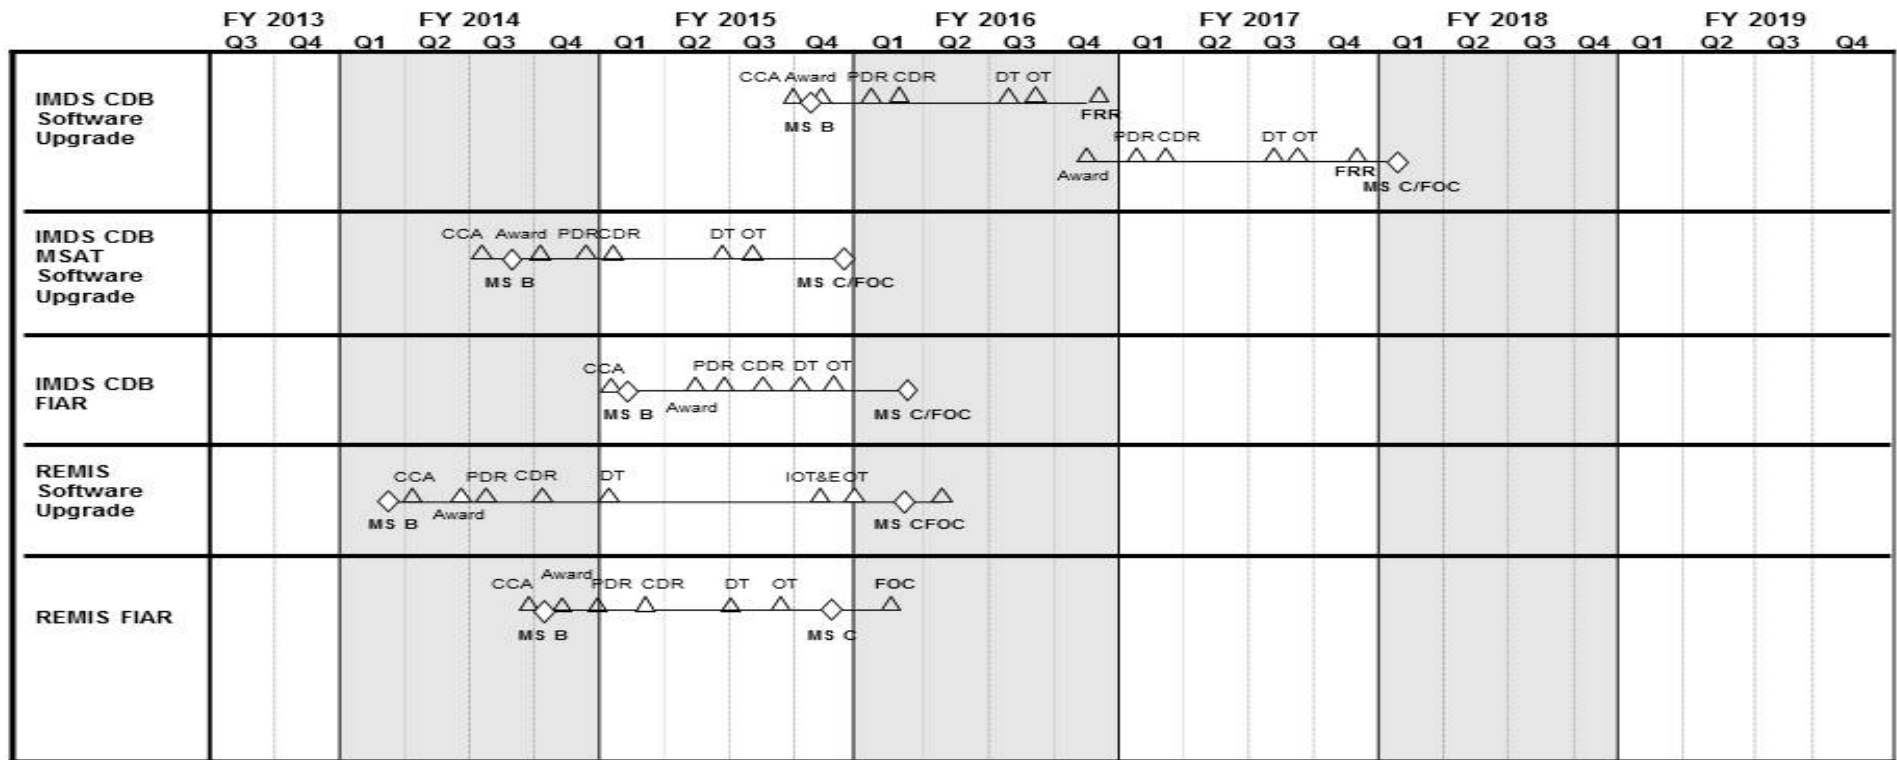 FY 2013 FY 2014 FY 2015 FY 2016 FY 2017 FY 2018 FY 2019
Q3 Q4 Q1 Q2 Q3 Q4 Q1 Q2 Q3 Q4 Q1 Q2 Q3 Q4 Q1 Q2 Q3 Q4 Q1 Q2 Q3 Q4 Q1 Q2 Q3 Q4
IMDS CDB
Software
Upgrade
CCA Award PDR CDR DT OT
MS B
FRR
PDR CDR DT OT
Award
FRR
MS C/FOC
IMDS CDB
MSAT
Software
Upgrade
CCA Award PDR CDR DT OT
MS B
MS C/FOC
IMDS CDB
FIAR
CCA
PDR CDR DT OT
MS B
Award
MS C/FOC
REMIS
Software
Upgrade
CCA PDR CDR DT IOT&E OT
MS B
Award
MS CFOC
REMIS FIAR
CCA Award PDR CDR DT OT FOC
MS B
MS C